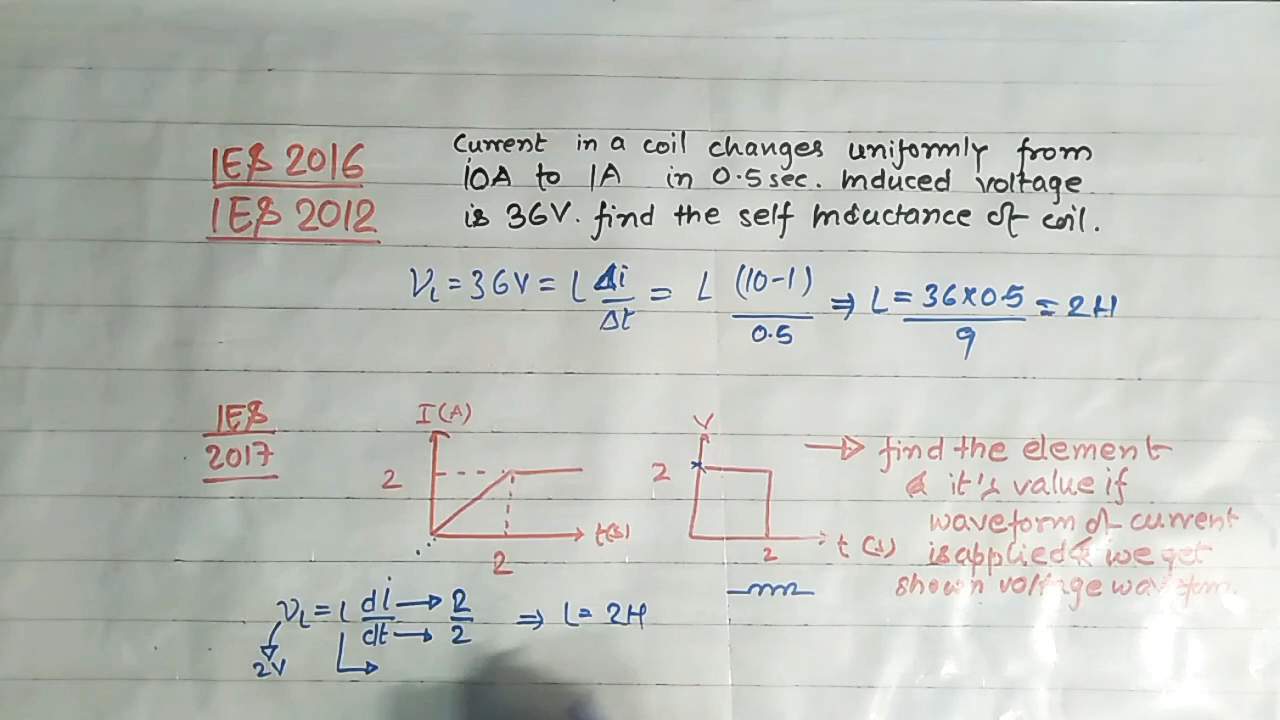 IES 2016
IES 2012
Current in a coil changes uniformly from
10A to 1A in 0.5sec. Induced voltage
is 36V. find the self inductance of coil.
VL = 36V = L Δi/Δt = L (10-1)/0.5 ⇒ L = 36×0.5/9 = 2H
IES
2017
I(A)
2
t(s)
2
V
2
t(s)
2
→ find the element
& it's value if
waveform of current
is applied & we get
shown voltage waveform.
VL = L di/dt → 2/2 ⇒ L = 2H
2V